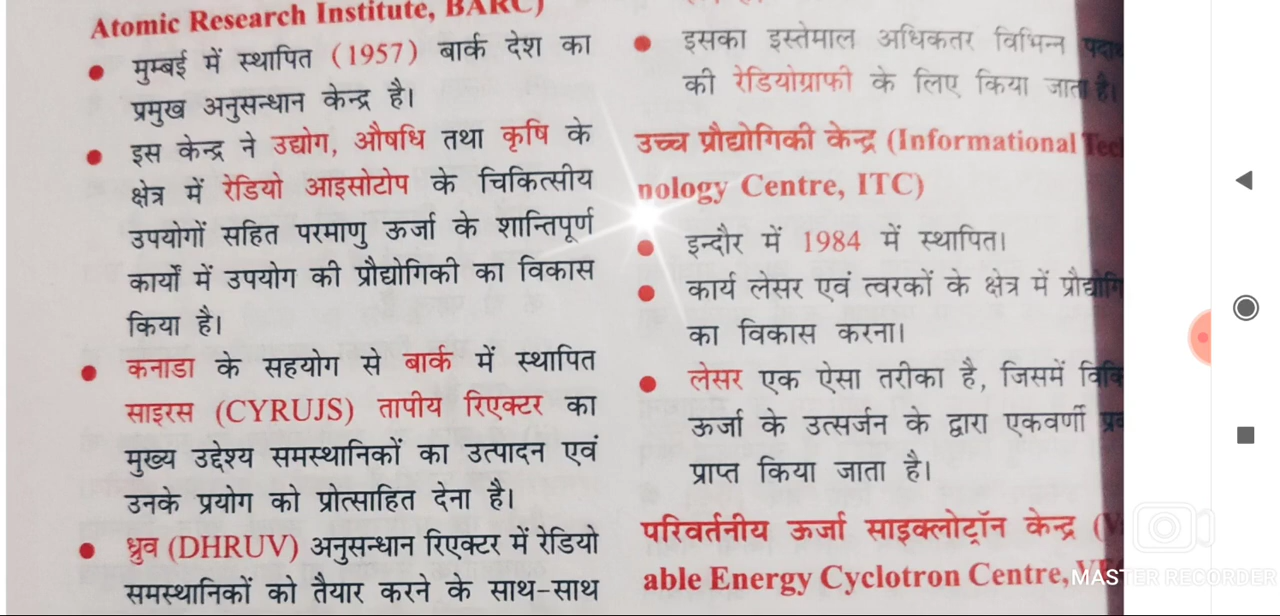 Atomic Research Institute, BARC)
• मुम्बई में स्थापित (1957) बार्क देश का
प्रमुख अनुसन्धान केन्द्र है।
• इस केन्द्र ने उद्योग, औषधि तथा कृषि के
क्षेत्र में रेडियो आइसोटोप के चिकित्सीय
उपयोगों सहित परमाणु ऊर्जा के शान्तिपूर्ण
कार्यों में उपयोग की प्रौद्योगिकी का विकास
किया है।
• कनाडा के सहयोग से बार्क में स्थापित
साइरस (CYRUJS) तापीय रिएक्टर का
मुख्य उद्देश्य समस्थानिकों का उत्पादन एवं
उनके प्रयोग को प्रोत्साहित देना है।
• ध्रुव (DHRUV) अनुसन्धान रिएक्टर में रेडियो
समस्थानिकों को तैयार करने के साथ-साथ
• इसका इस्तेमाल अधिकतर विभिन्न
की रेडियोग्राफी के लिए किया जाता है।
उच्च प्रौद्योगिकी केन्द्र (Informational Tec
nology Centre, ITC)
• इन्दौर में 1984 में स्थापित।
• कार्य लेसर एवं त्वरकों के क्षेत्र में
का विकास करना।
• लेसर एक ऐसा तरीका है, जिसमें
ऊर्जा के उत्सर्जन के द्वारा एकवर्णी
प्राप्त किया जाता है।
परिवर्तनीय ऊर्जा साइक्लोट्रॉन केन्द्र
able Energy Cyclotron Centre,
MASTER RECORDER